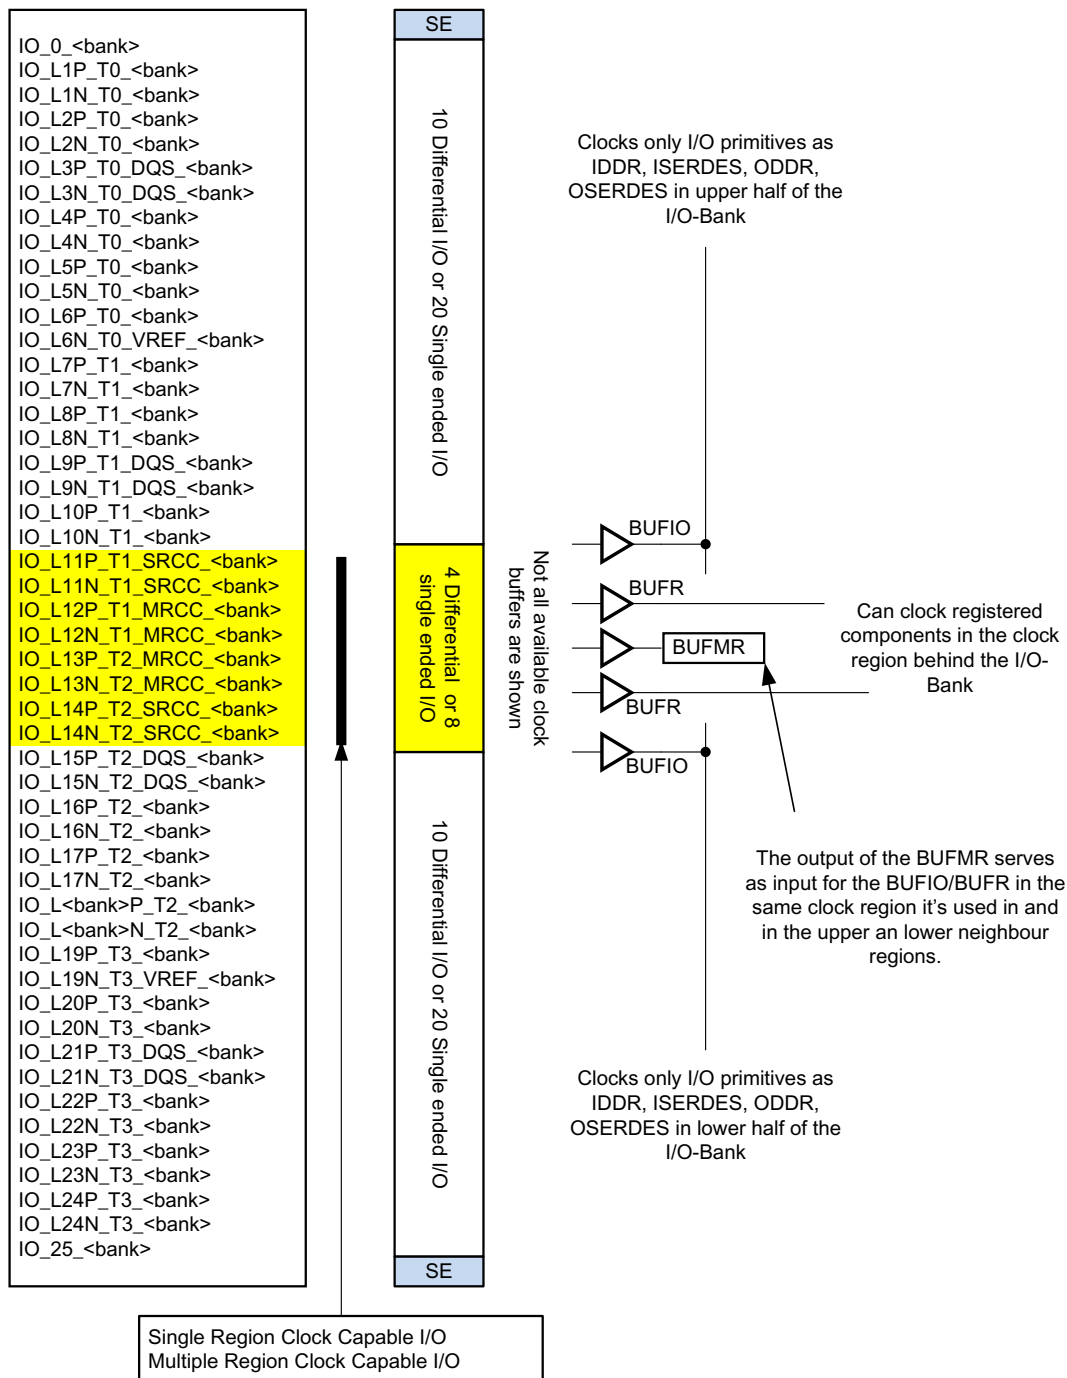 IO_0_<bank>
IO_L1P_T0_<bank>
IO_L1N_T0_<bank>
IO_L2P_T0_<bank>
IO_L2N_T0_<bank>
IO_L3P_T0_DQS_<bank>
IO_L3N_T0_DQS_<bank>
IO_L4P_T0_<bank>
IO_L4N_T0_<bank>
IO_L5P_T0_<bank>
IO_L5N_T0_<bank>
IO_L6P_T0_<bank>
IO_L6N_T0_VREF_<bank>
IO_L7P_T1_<bank>
IO_L7N_T1_<bank>
IO_L8P_T1_<bank>
IO_L8N_T1_<bank>
IO_L9P_T1_DQS_<bank>
IO_L9N_T1_DQS_<bank>
IO_L10P_T1_<bank>
IO_L10N_T1_<bank>
IO_L11P_T1_SRCC_<bank>
IO_L11N_T1_SRCC_<bank>
IO_L12P_T1_MRCC_<bank>
IO_L12N_T1_MRCC_<bank>
IO_L13P_T2_MRCC_<bank>
IO_L13N_T2_MRCC_<bank>
IO_L14P_T2_SRCC_<bank>
IO_L14N_T2_SRCC_<bank>
IO_L15P_T2_DQS_<bank>
IO_L15N_T2_DQS_<bank>
IO_L16P_T2_<bank>
IO_L16N_T2_<bank>
IO_L17P_T2_<bank>
IO_L17N_T2_<bank>
IO_L<bank>P_T2_<bank>
IO_L<bank>N_T2_<bank>
IO_L19P_T3_<bank>
IO_L19N_T3_VREF_<bank>
IO_L20P_T3_<bank>
IO_L20N_T3_<bank>
IO_L21P_T3_DQS_<bank>
IO_L21N_T3_DQS_<bank>
IO_L22P_T3_<bank>
IO_L22N_T3_<bank>
IO_L23P_T3_<bank>
IO_L23N_T3_<bank>
IO_L24P_T3_<bank>
IO_L24N_T3_<bank>
IO_25_<bank>
SE
10 Differential I/O or 20 Single ended I/O
4 Differential or 8
single ended I/O
10 Differential I/O or 20 Single ended I/O
SE
Not all available clock
buffers are shown
Clocks only I/O primitives as
IDDR, ISERDES, ODDR,
OSERDES in upper half of the
I/O-Bank
BUFIO
BUFR
BUFMR
BUFR
BUFIO
Can clock registered
components in the clock
region behind the I/O-
Bank
The output of the BUFMR serves
as input for the BUFIO/BUFR in the
same clock region it's used in and
in the upper an lower neighbour
regions.
Clocks only I/O primitives as
IDDR, ISERDES, ODDR,
OSERDES in lower half of the
I/O-Bank
Single Region Clock Capable I/O
Multiple Region Clock Capable I/O